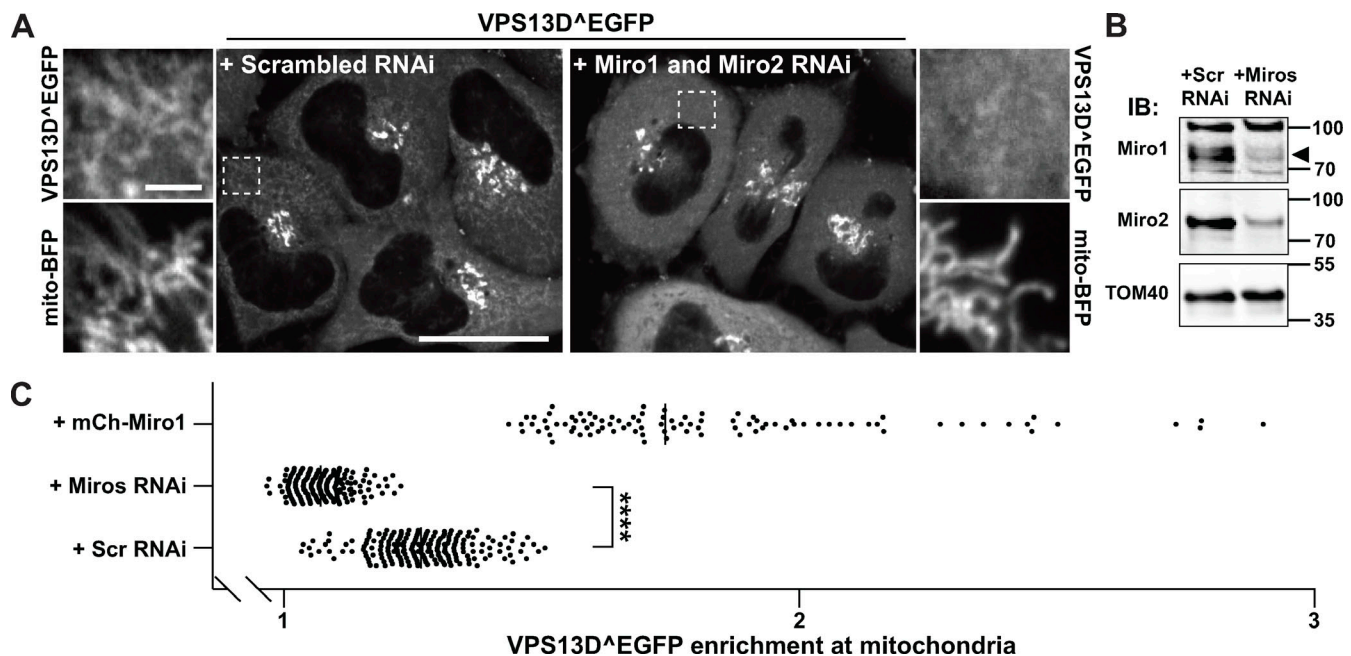 A
VPS13D^EGFP
B
VPS13D^EGFP
mito-BFP
+ Scrambled RNAi
+ Miro1 and Miro2 RNAi
VPS13D^EGFP
mito-BFP
+Scr +Miros
RNAi RNAi
IB:
Miro1
100
70
Miro2
100
70
TOM40
55
35
C
+ mCh-Miro1
+ Miros RNAi
+ Scr RNAi
****
1 2 3
VPS13D^EGFP enrichment at mitochondria